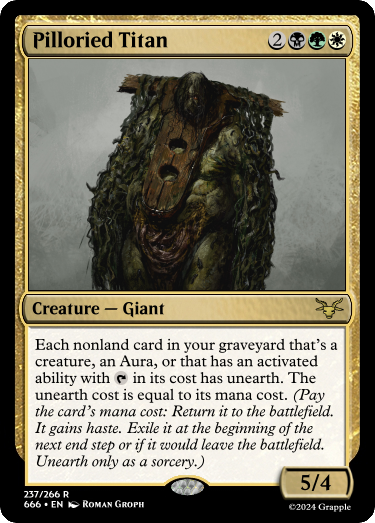 Pilloried Titan 2
Creature — Giant
Each nonland card in your graveyard that's a
creature, an Aura, or that has an activated
ability with in its cost has unearth. The
unearth cost is equal to its mana cost. (Pay
the card's mana cost: Return it to the battlefield.
It gains haste. Exile it at the beginning of the
next end step or if it would leave the battlefield.
Unearth only as a sorcery.)
5/4
237/266 R
666 • EN Roman Groph
©2024 Grapple